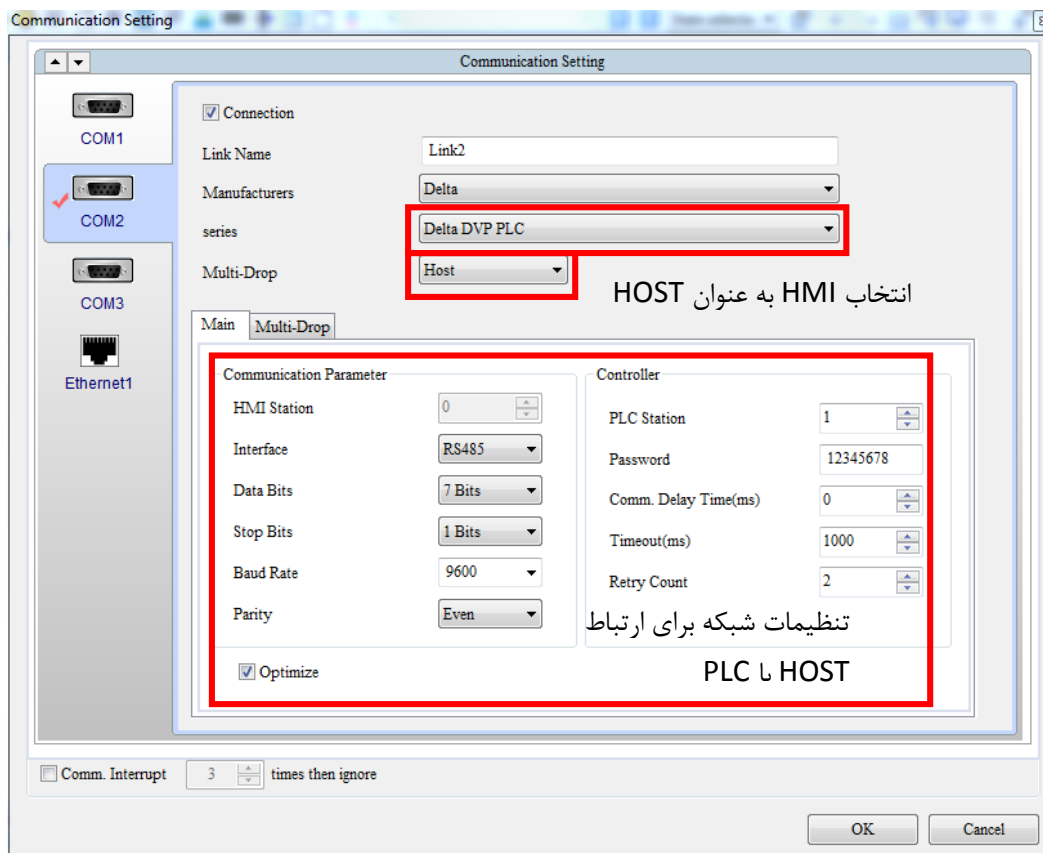 Communication Setting
Communication Setting
COM1
COM2
COM3
Ethernet1
Connection
Link Name
Link2
Manufacturers
Delta
series
Delta DVP PLC
Multi-Drop
Host
انتخاب HMI به عنوان HOST
Main
Multi-Drop
Communication Parameter
HMI Station
0
Interface
RS485
Data Bits
7 Bits
Stop Bits
1 Bits
Baud Rate
9600
Parity
Even
Optimize
Controller
PLC Station
1
Password
12345678
Comm. Delay Time(ms)
0
Timeout(ms)
1000
Retry Count
2
تنظیمات شبکه برای ارتباط
HOST با PLC
Comm. Interrupt
3
times then ignore
OK
Cancel